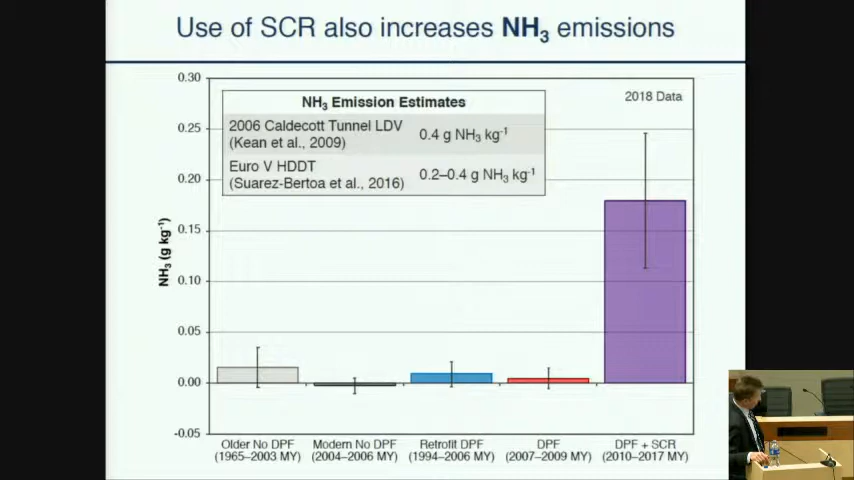 Use of SCR also increases NH₃ emissions
0.30
0.25
0.20
0.15
0.10
0.05
0.00
-0.05
NH₃ (g kg⁻¹)
2018 Data
NH₃ Emission Estimates
2006 Caldecott Tunnel LDV
(Kean et al., 2009)
0.4 g NH₃ kg⁻¹
Euro V HDDT
(Suarez-Bertoa et al., 2016)
0.2–0.4 g NH₃ kg⁻¹
Older No DPF
(1965–2003 MY)
Modern No DPF
(2004–2006 MY)
Retrofit DPF
(1994–2006 MY)
DPF
(2007–2009 MY)
DPF + SCR
(2010–2017 MY)